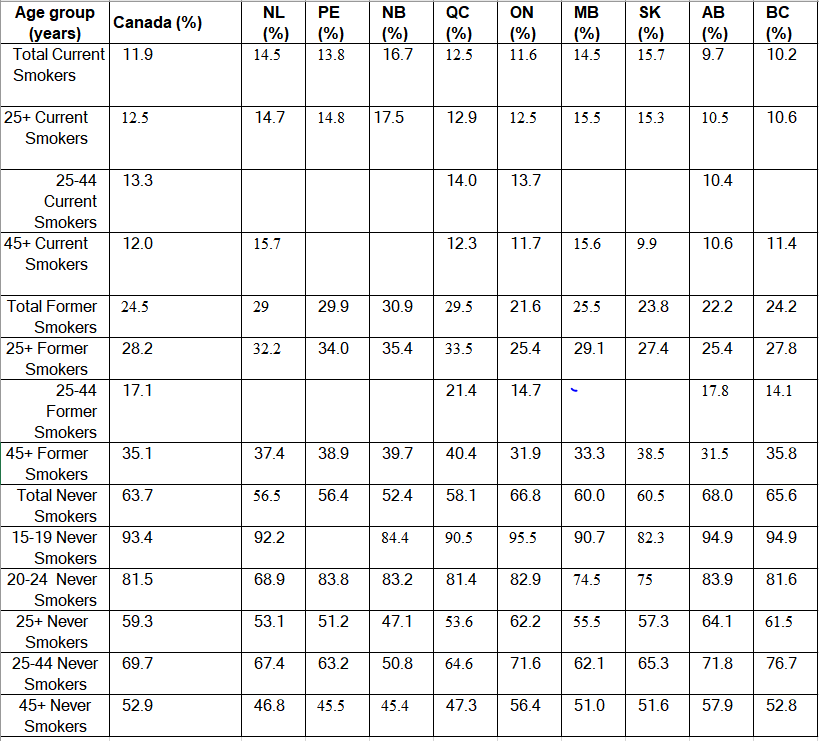 Age group (years) Canada (%) NL (%) PE (%) NB (%) QC (%) ON (%) MB (%) SK (%) AB (%) BC (%)
Total Current Smokers 11.9 14.5 13.8 16.7 12.5 11.6 14.5 15.7 9.7 10.2
25+ Current Smokers 12.5 14.7 14.8 17.5 12.9 12.5 15.5 15.3 10.5 10.6
25-44 Current Smokers 13.3 14.0 13.7 10.4
45+ Current Smokers 12.0 15.7 12.3 11.7 15.6 9.9 10.6 11.4
Total Former Smokers 24.5 29 29.9 30.9 29.5 21.6 25.5 23.8 22.2 24.2
25+ Former Smokers 28.2 32.2 34.0 35.4 33.5 25.4 29.1 27.4 25.4 27.8
25-44 Former Smokers 17.1 21.4 14.7 17.8 14.1
45+ Former Smokers 35.1 37.4 38.9 39.7 40.4 31.9 33.3 38.5 31.5 35.8
Total Never Smokers 63.7 56.5 56.4 52.4 58.1 66.8 60.0 60.5 68.0 65.6
15-19 Never Smokers 93.4 92.2 84.4 90.5 95.5 90.7 82.3 94.9 94.9
20-24 Never Smokers 81.5 68.9 83.8 83.2 81.4 82.9 74.5 75 83.9 81.6
25+ Never Smokers 59.3 53.1 51.2 47.1 53.6 62.2 55.5 57.3 64.1 61.5
25-44 Never Smokers 69.7 67.4 63.2 50.8 64.6 71.6 62.1 65.3 71.8 76.7
45+ Never Smokers 52.9 46.8 45.5 45.4 47.3 56.4 51.0 51.6 57.9 52.8